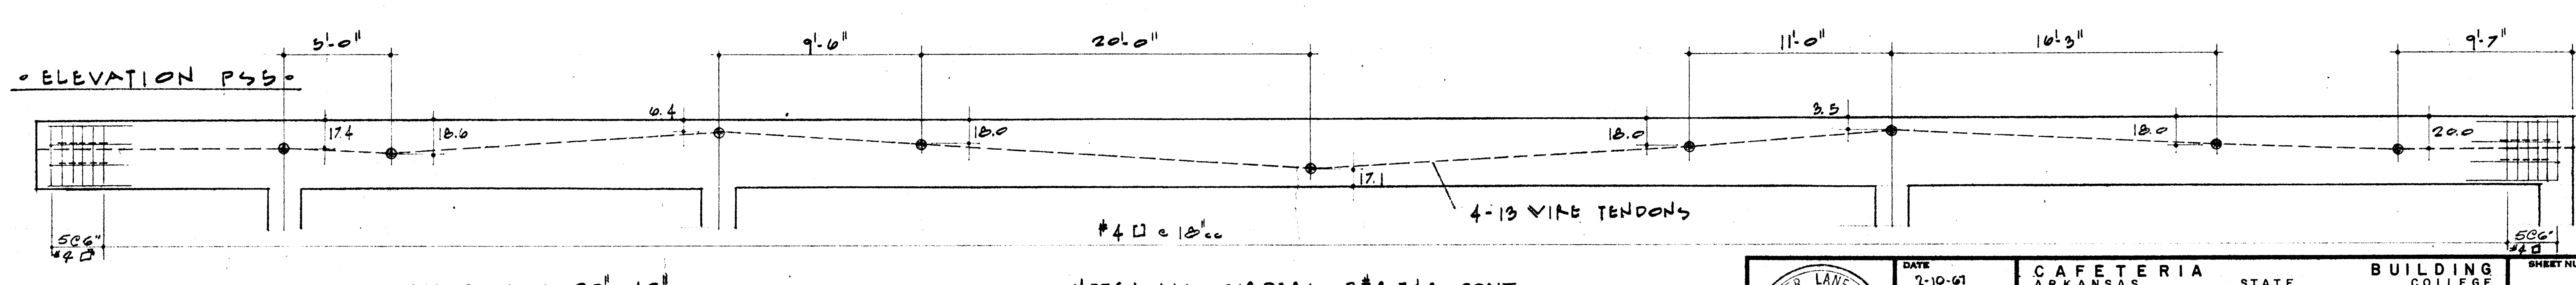 5'-0" 9'-6" 20'-0" 11'-0" 16'-3" 9'-7"
• ELEVATION PS5 •
17.4 18.6 6.4 18.0 17.1 18.0 3.5 18.0 20.0
4-13 WIRE TENDONS
5@6" #4 □
#4 ⊔ @ 18"cc
5@6" #4 □
DATE
2-10-67
CAFETERIA BUILDING
ARKANSAS STATE COLLEGE
LANE